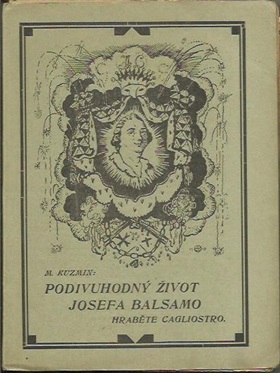 M. KUZMIN:
PODIVUHODNÝ ŽIVOT
JOSEFA BALSAMO
HRABĚTE CAGLIOSTRO.